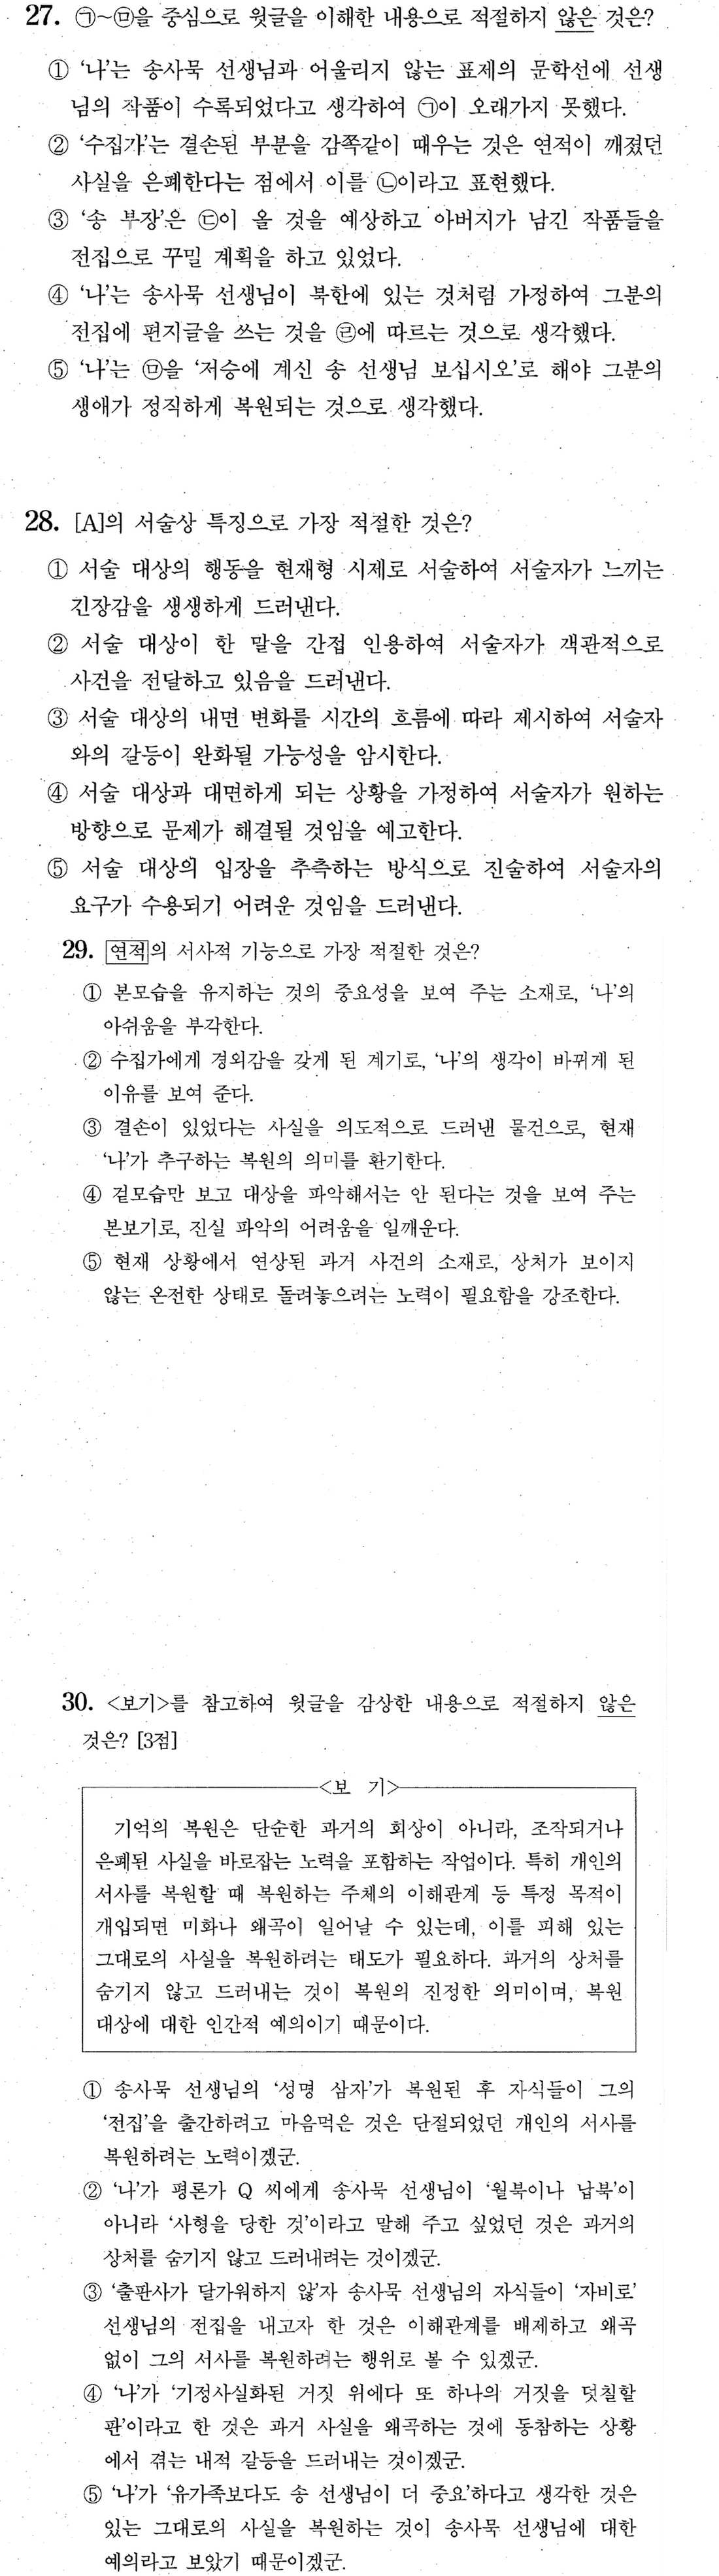 27. ㉠~㉤을 중심으로 윗글을 이해한 내용으로 적절하지 않은 것은?
① ‘나’는 송사묵 선생님과 어울리지 않는 표제의 문학선에 선생
님의 작품이 수록되었다고 생각하여 ㉠이 오래가지 못했다.
② ‘수집가’는 결손된 부분을 감쪽같이 때우는 것은 연적이 깨졌던
사실을 은폐한다는 점에서 이를 ㉡이라고 표현했다.
③ ‘송 부장’은 ㉢이 올 것을 예상하고 아버지가 남긴 작품들을
전집으로 꾸밀 계획을 하고 있었다.
④ ‘나’는 송사묵 선생님이 북한에 있는 것처럼 가정하여 그분의
전집에 편지글을 쓰는 것을 ㉣에 따르는 것으로 생각했다.
⑤ ‘나’는 ㉤을 ‘저승에 계신 송 선생님 보십시오’로 해야 그분의
생애가 정직하게 복원되는 것으로 생각했다.
28. [A]의 서술상 특징으로 가장 적절한 것은?
① 서술 대상의 행동을 현재형 시제로 서술하여 서술자가 느끼는
긴장감을 생생하게 드러낸다.
② 서술 대상이 한 말을 간접 인용하여 서술자가 객관적으로
사건을 전달하고 있음을 드러낸다.
③ 서술 대상의 내면 변화를 시간의 흐름에 따라 제시하여 서술자
와의 갈등이 완화될 가능성을 암시한다.
④ 서술 대상과 대면하게 되는 상황을 가정하여 서술자가 원하는
방향으로 문제가 해결될 것임을 예고한다.
⑤ 서술 대상의 입장을 추측하는 방식으로 진술하여 서술자의
요구가 수용되기 어려운 것임을 드러낸다.
29. 연적의 서사적 기능으로 가장 적절한 것은?
① 본모습을 유지하는 것의 중요성을 보여 주는 소재로, ‘나’의
아쉬움을 부각한다.
② 수집가에게 경외감을 갖게 된 계기로, ‘나’의 생각이 바뀌게 된
이유를 보여 준다.
③ 결손이 있었다는 사실을 의도적으로 드러낸 물건으로, 현재
‘나’가 추구하는 복원의 의미를 환기한다.
④ 겉모습만 보고 대상을 파악해서는 안 된다는 것을 보여 주는
본보기로, 진실 파악의 어려움을 일깨운다.
⑤ 현재 상황에서 연상된 과거 사건의 소재로, 상처가 보이지
않는 온전한 상태로 돌려놓으려는 노력이 필요함을 강조한다.
30. <보기>를 참고하여 윗글을 감상한 내용으로 적절하지 않은
것은? [3점]
<보 기>
기억의 복원은 단순한 과거의 회상이 아니라, 조작되거나
은폐된 사실을 바로잡는 노력을 포함하는 작업이다. 특히 개인의
서사를 복원할 때 복원하는 주체의 이해관계 등 특정 목적이
개입되면 미화나 왜곡이 일어날 수 있는데, 이를 피해 있는
그대로의 사실을 복원하려는 태도가 필요하다. 과거의 상처를
숨기지 않고 드러내는 것이 복원의 진정한 의미이며, 복원
대상에 대한 인간적 예의이기 때문이다.
① 송사묵 선생님의 ‘성명 삼자’가 복원된 후 자식들이 그의
‘전집’을 출간하려고 마음먹은 것은 단절되었던 개인의 서사를
복원하려는 노력이겠군.
② ‘나’가 평론가 Q 씨에게 송사묵 선생님이 ‘월북이나 납북’이
아니라 ‘사형을 당한 것’이라고 말해 주고 싶었던 것은 과거의
상처를 숨기지 않고 드러내려는 것이겠군.
③ ‘출판사가 달가워하지 않’자 송사묵 선생님의 자식들이 ‘자비로’
선생님의 전집을 내고자 한 것은 이해관계를 배제하고 왜곡
없이 그의 서사를 복원하려는 행위로 볼 수 있겠군.
④ ‘나’가 ‘기정사실화된 거짓 위에다 또 하나의 거짓을 덧칠할
판’이라고 한 것은 과거 사실을 왜곡하는 것에 동참하는 상황
에서 겪는 내적 갈등을 드러내는 것이겠군.
⑤ ‘나’가 ‘유가족보다도 송 선생님이 더 중요’하다고 생각한 것은
있는 그대로의 사실을 복원하는 것이 송사묵 선생님에 대한
예의라고 보았기 때문이겠군.